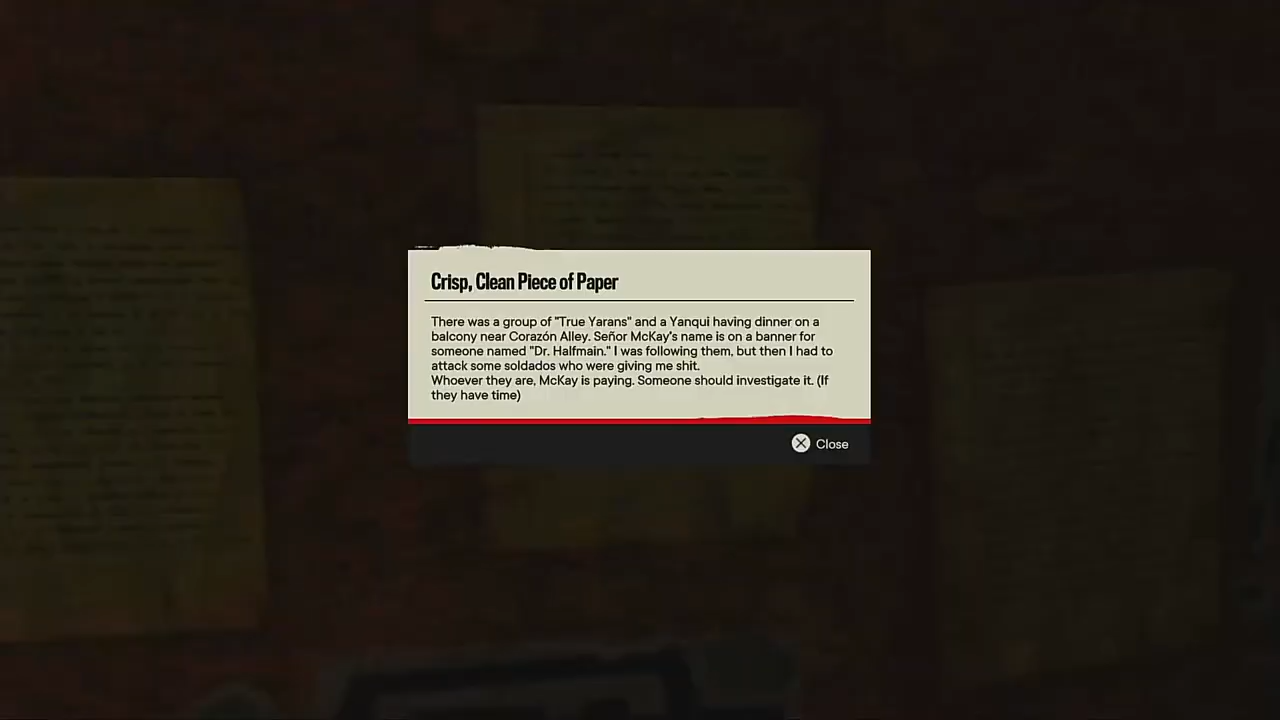 Crisp, Clean Piece of Paper
There was a group of "True Yarans" and a Yanqui having dinner on a
balcony near Corazón Alley. Señor McKay's name is on a banner for
someone named "Dr. Halfmain." I was following them, but then I had to
attack some soldados who were giving me shit.
Whoever they are, McKay is paying. Someone should investigate it. (If
they have time)
Close